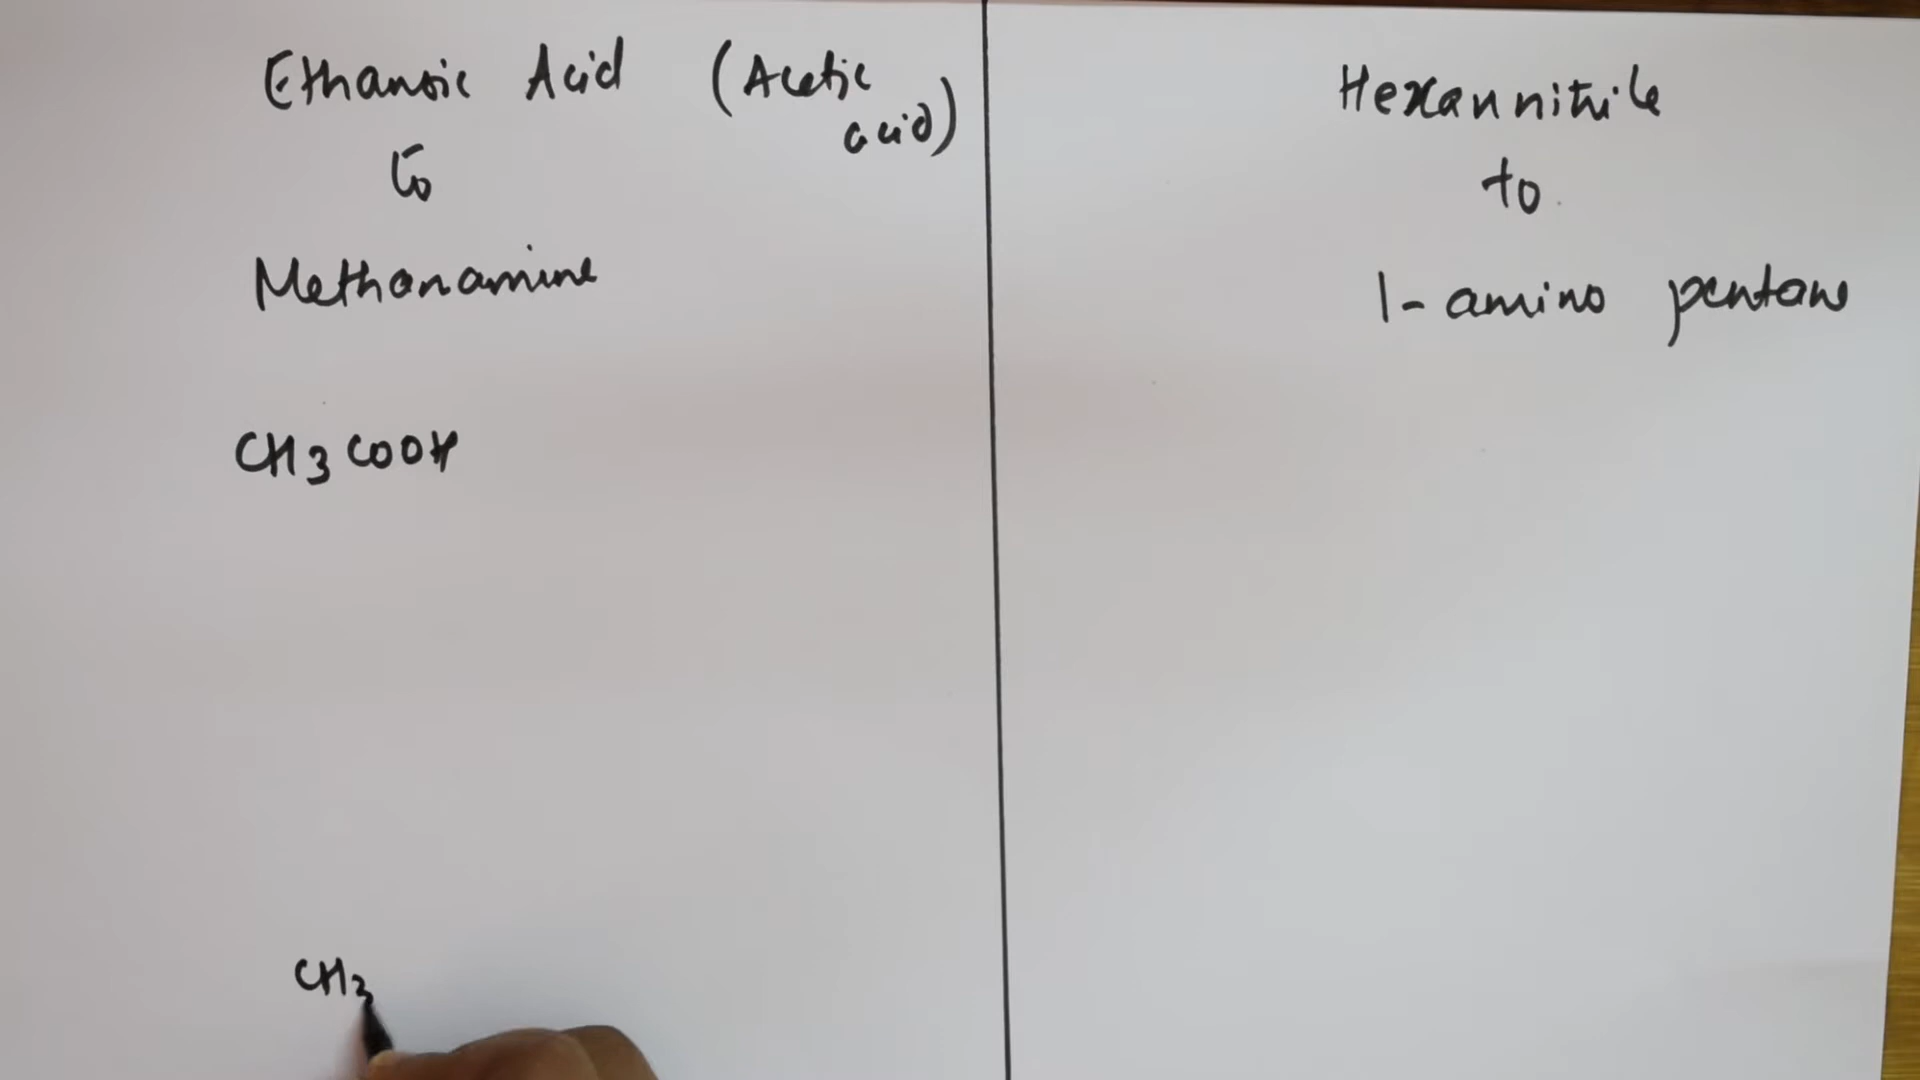 Ethanoic Acid (Acetic
acid)
to
Methanamine
CH3COOH
CH3
Hexannitrile
to
1-amino pentane